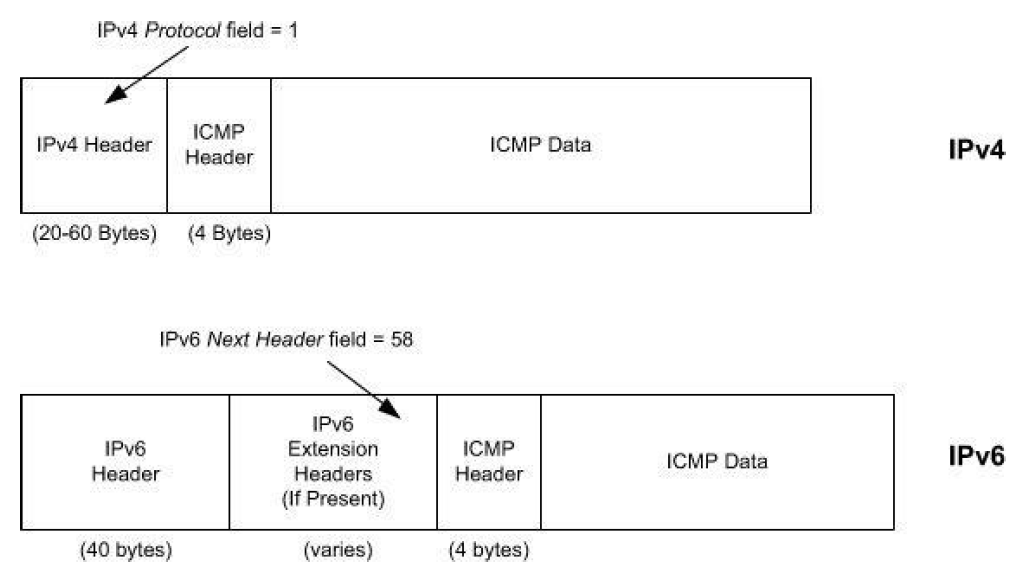 IPv4 Protocol field = 1
IPv4 Header
ICMP
Header
ICMP Data
IPv4
(20-60 Bytes)
(4 Bytes)
IPv6 Next Header field = 58
IPv6
Header
IPv6
Extension
Headers
(If Present)
ICMP
Header
ICMP Data
IPv6
(40 bytes)
(varies)
(4 bytes)